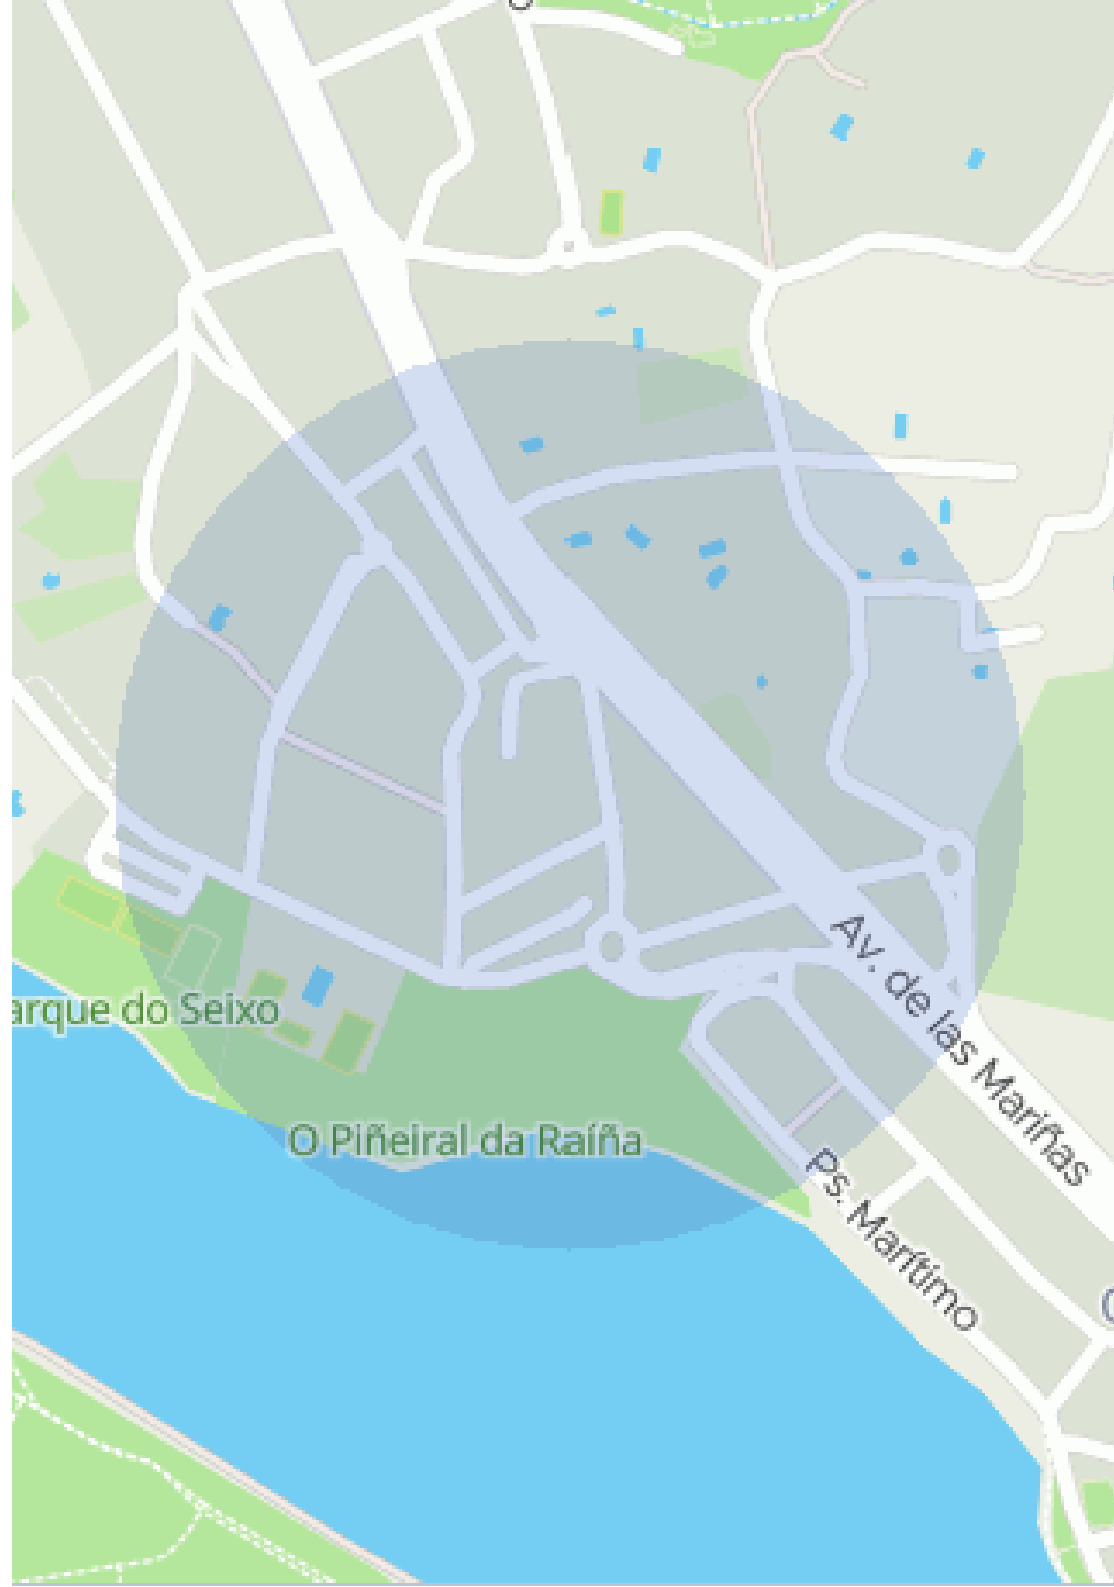 Av. de las Mariñas
arque do Seixo
O Piñeiral da Raíña
Ps. Marítimo